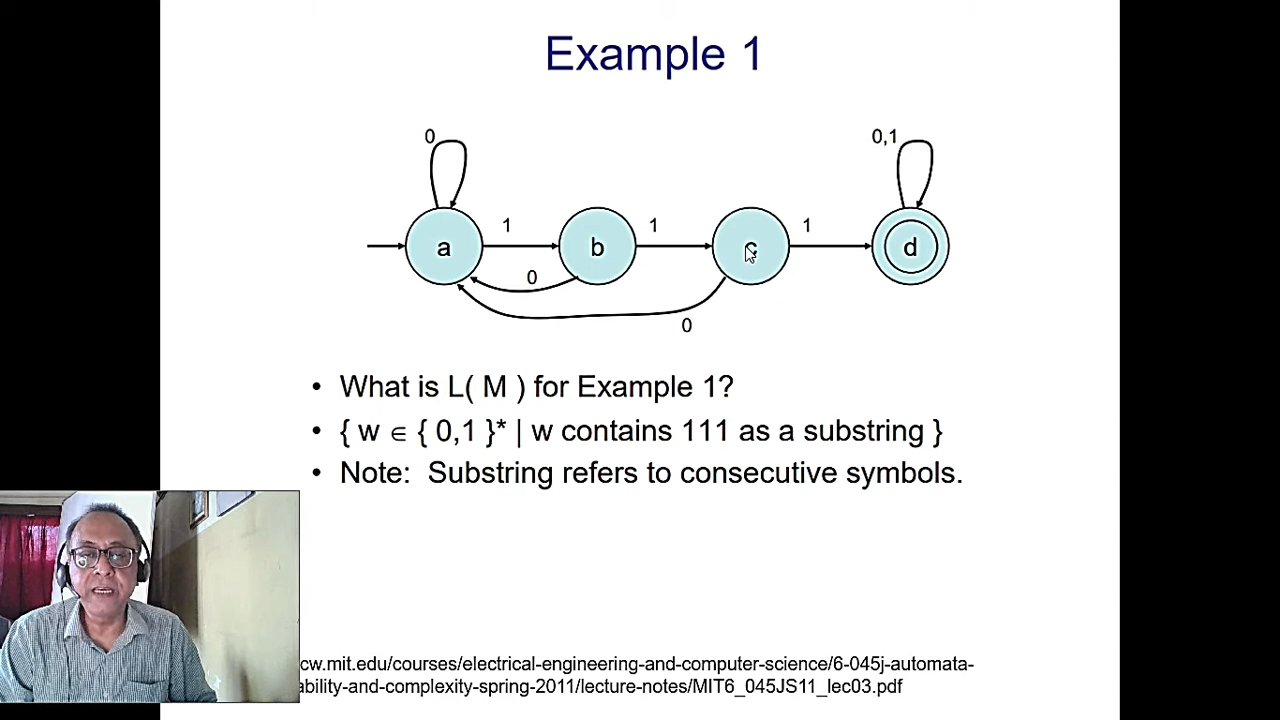 Example 1
0
0,1
1
1
1
a
b
c
d
0
0
• What is L( M ) for Example 1?
• { w ∈ { 0,1 }* | w contains 111 as a substring }
• Note: Substring refers to consecutive symbols.
cw.mit.edu/courses/electrical-engineering-and-computer-science/6-045j-automata-
ability-and-complexity-spring-2011/lecture-notes/MIT6_045JS11_lec03.pdf